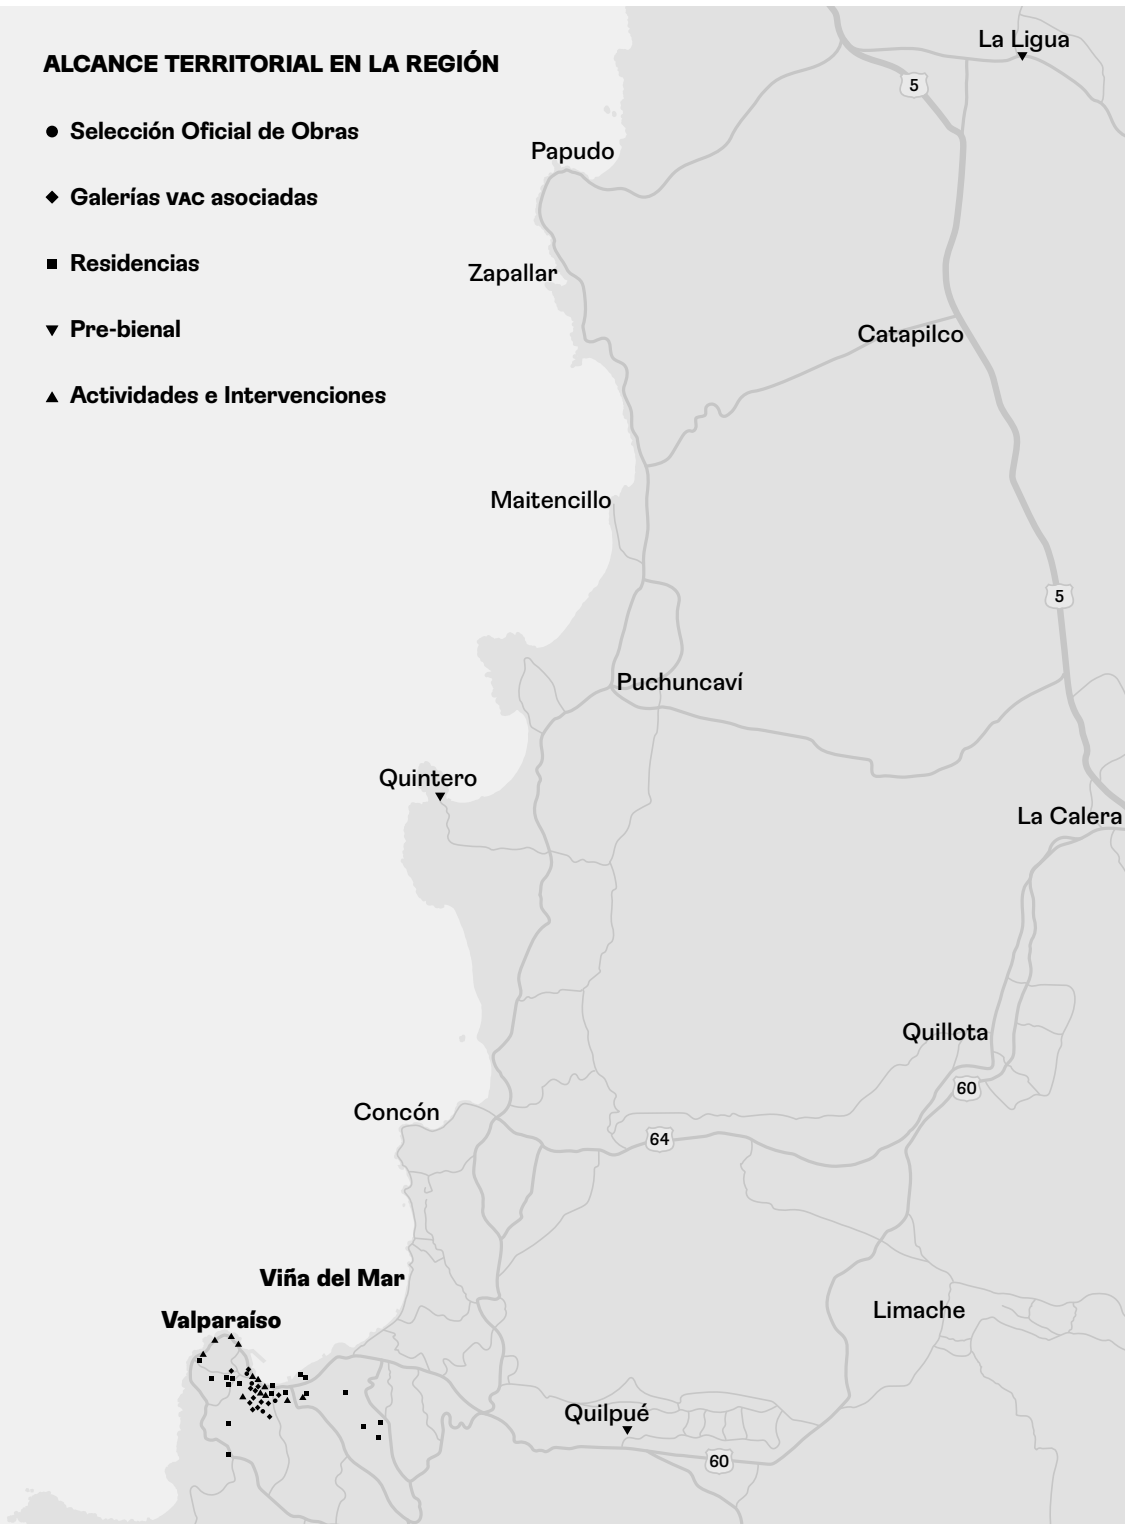 ALCANCE TERRITORIAL EN LA REGIÓN
Selección Oficial de Obras
Galerías VAC asociadas
Residencias
Pre-bienal
Actividades e Intervenciones
La Ligua
5
Papudo
Zapallar
Catapilco
Maitencillo
5
Puchuncaví
Quintero
La Calera
Quillota
60
Concón
64
Viña del Mar
Limache
Valparaíso
Quilpué
60